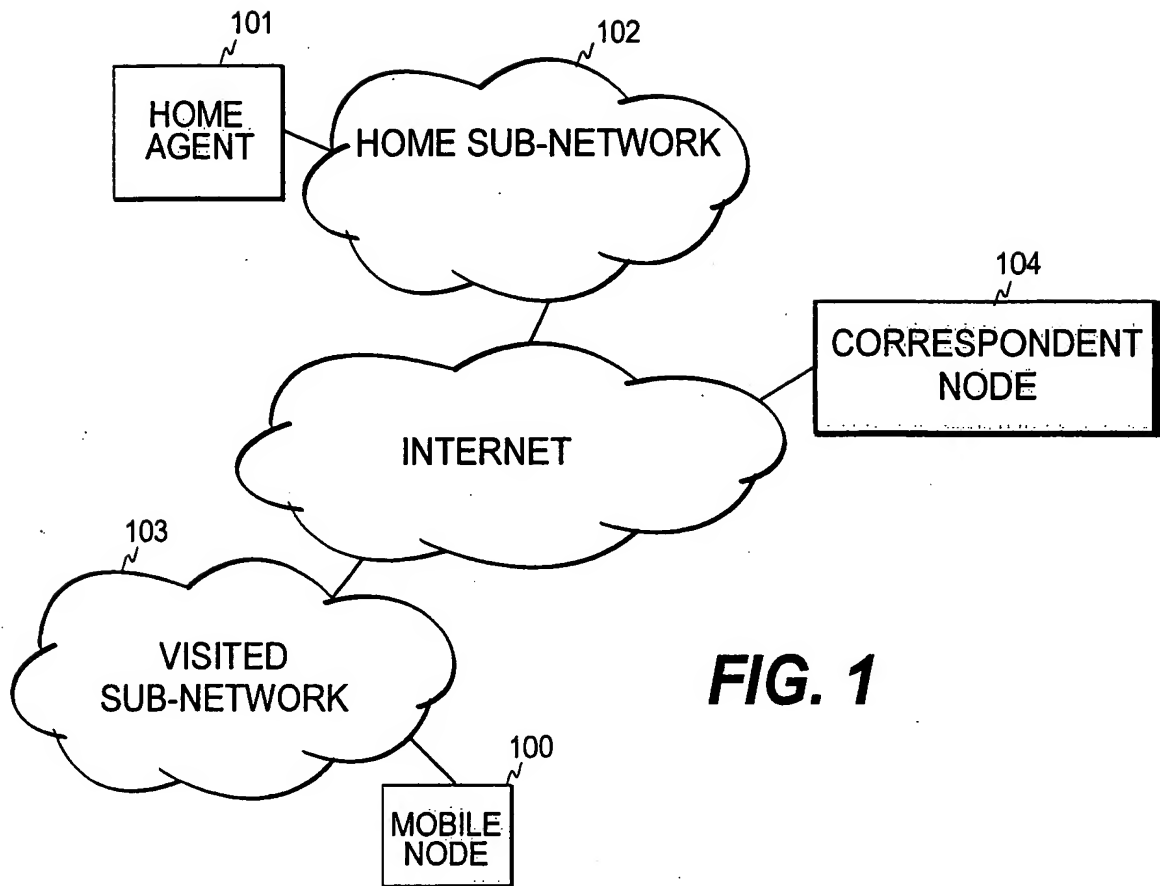 101
102
HOME
AGENT
HOME SUB-NETWORK
104
CORRESPONDENT
NODE
INTERNET
103
VISITED
SUB-NETWORK
FIG. 1
100
MOBILE
NODE